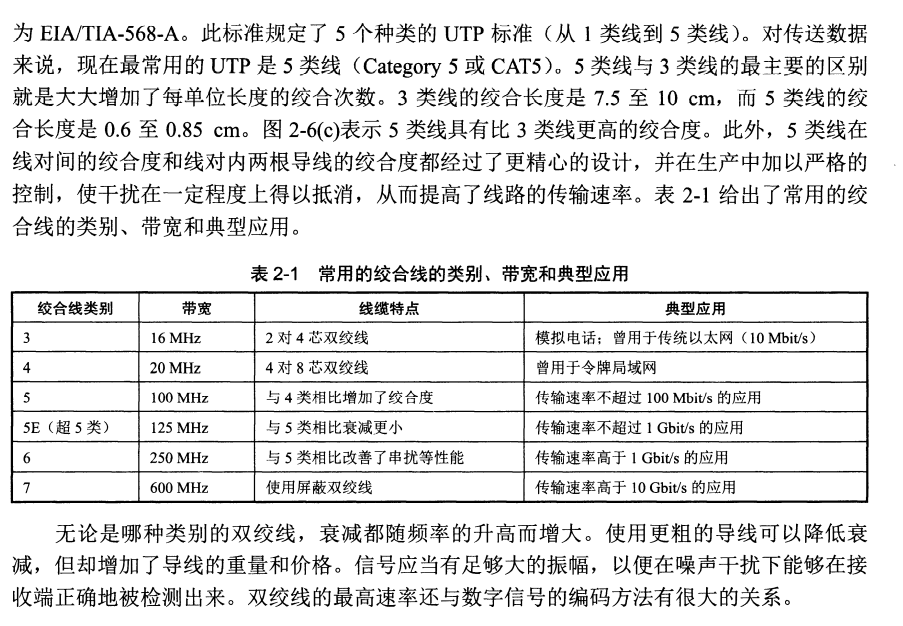 为 EIA/TIA-568-A。此标准规定了 5 个种类的 UTP 标准（从 1 类线到 5 类线）。对传送数据
来说，现在最常用的 UTP 是 5 类线（Category 5 或 CAT5）。5 类线与 3 类线的最主要的区别
就是大大增加了每单位长度的绞合次数。3 类线的绞合长度是 7.5 至 10 cm，而 5 类线的绞
合长度是 0.6 至 0.85 cm。图 2-6(c)表示 5 类线具有比 3 类线更高的绞合度。此外，5 类线在
线对间的绞合度和线对内两根导线的绞合度都经过了更精心的设计，并在生产中加以严格的
控制，使干扰在一定程度上得以抵消，从而提高了线路的传输速率。表 2-1 给出了常用的绞
合线的类别、带宽和典型应用。
表 2-1 常用的绞合线的类别、带宽和典型应用
绞合线类别 带宽 线缆特点 典型应用
3 16 MHz 2 对 4 芯双绞线 模拟电话；曾用于传统以太网（10 Mbit/s）
4 20 MHz 4 对 8 芯双绞线 曾用于令牌局域网
5 100 MHz 与 4 类相比增加了绞合度 传输速率不超过 100 Mbit/s 的应用
5E（超 5 类） 125 MHz 与 5 类相比衰减更小 传输速率不超过 1 Gbit/s 的应用
6 250 MHz 与 5 类相比改善了串扰等性能 传输速率高于 1 Gbit/s 的应用
7 600 MHz 使用屏蔽双绞线 传输速率高于 10 Gbit/s 的应用
无论是哪种类别的双绞线，衰减都随频率的升高而增大。使用更粗的导线可以降低衰
减，但却增加了导线的重量和价格。信号应当有足够大的振幅，以便在噪声干扰下能够在接
收端正确地被检测出来。双绞线的最高速率还与数字信号的编码方法有很大的关系。